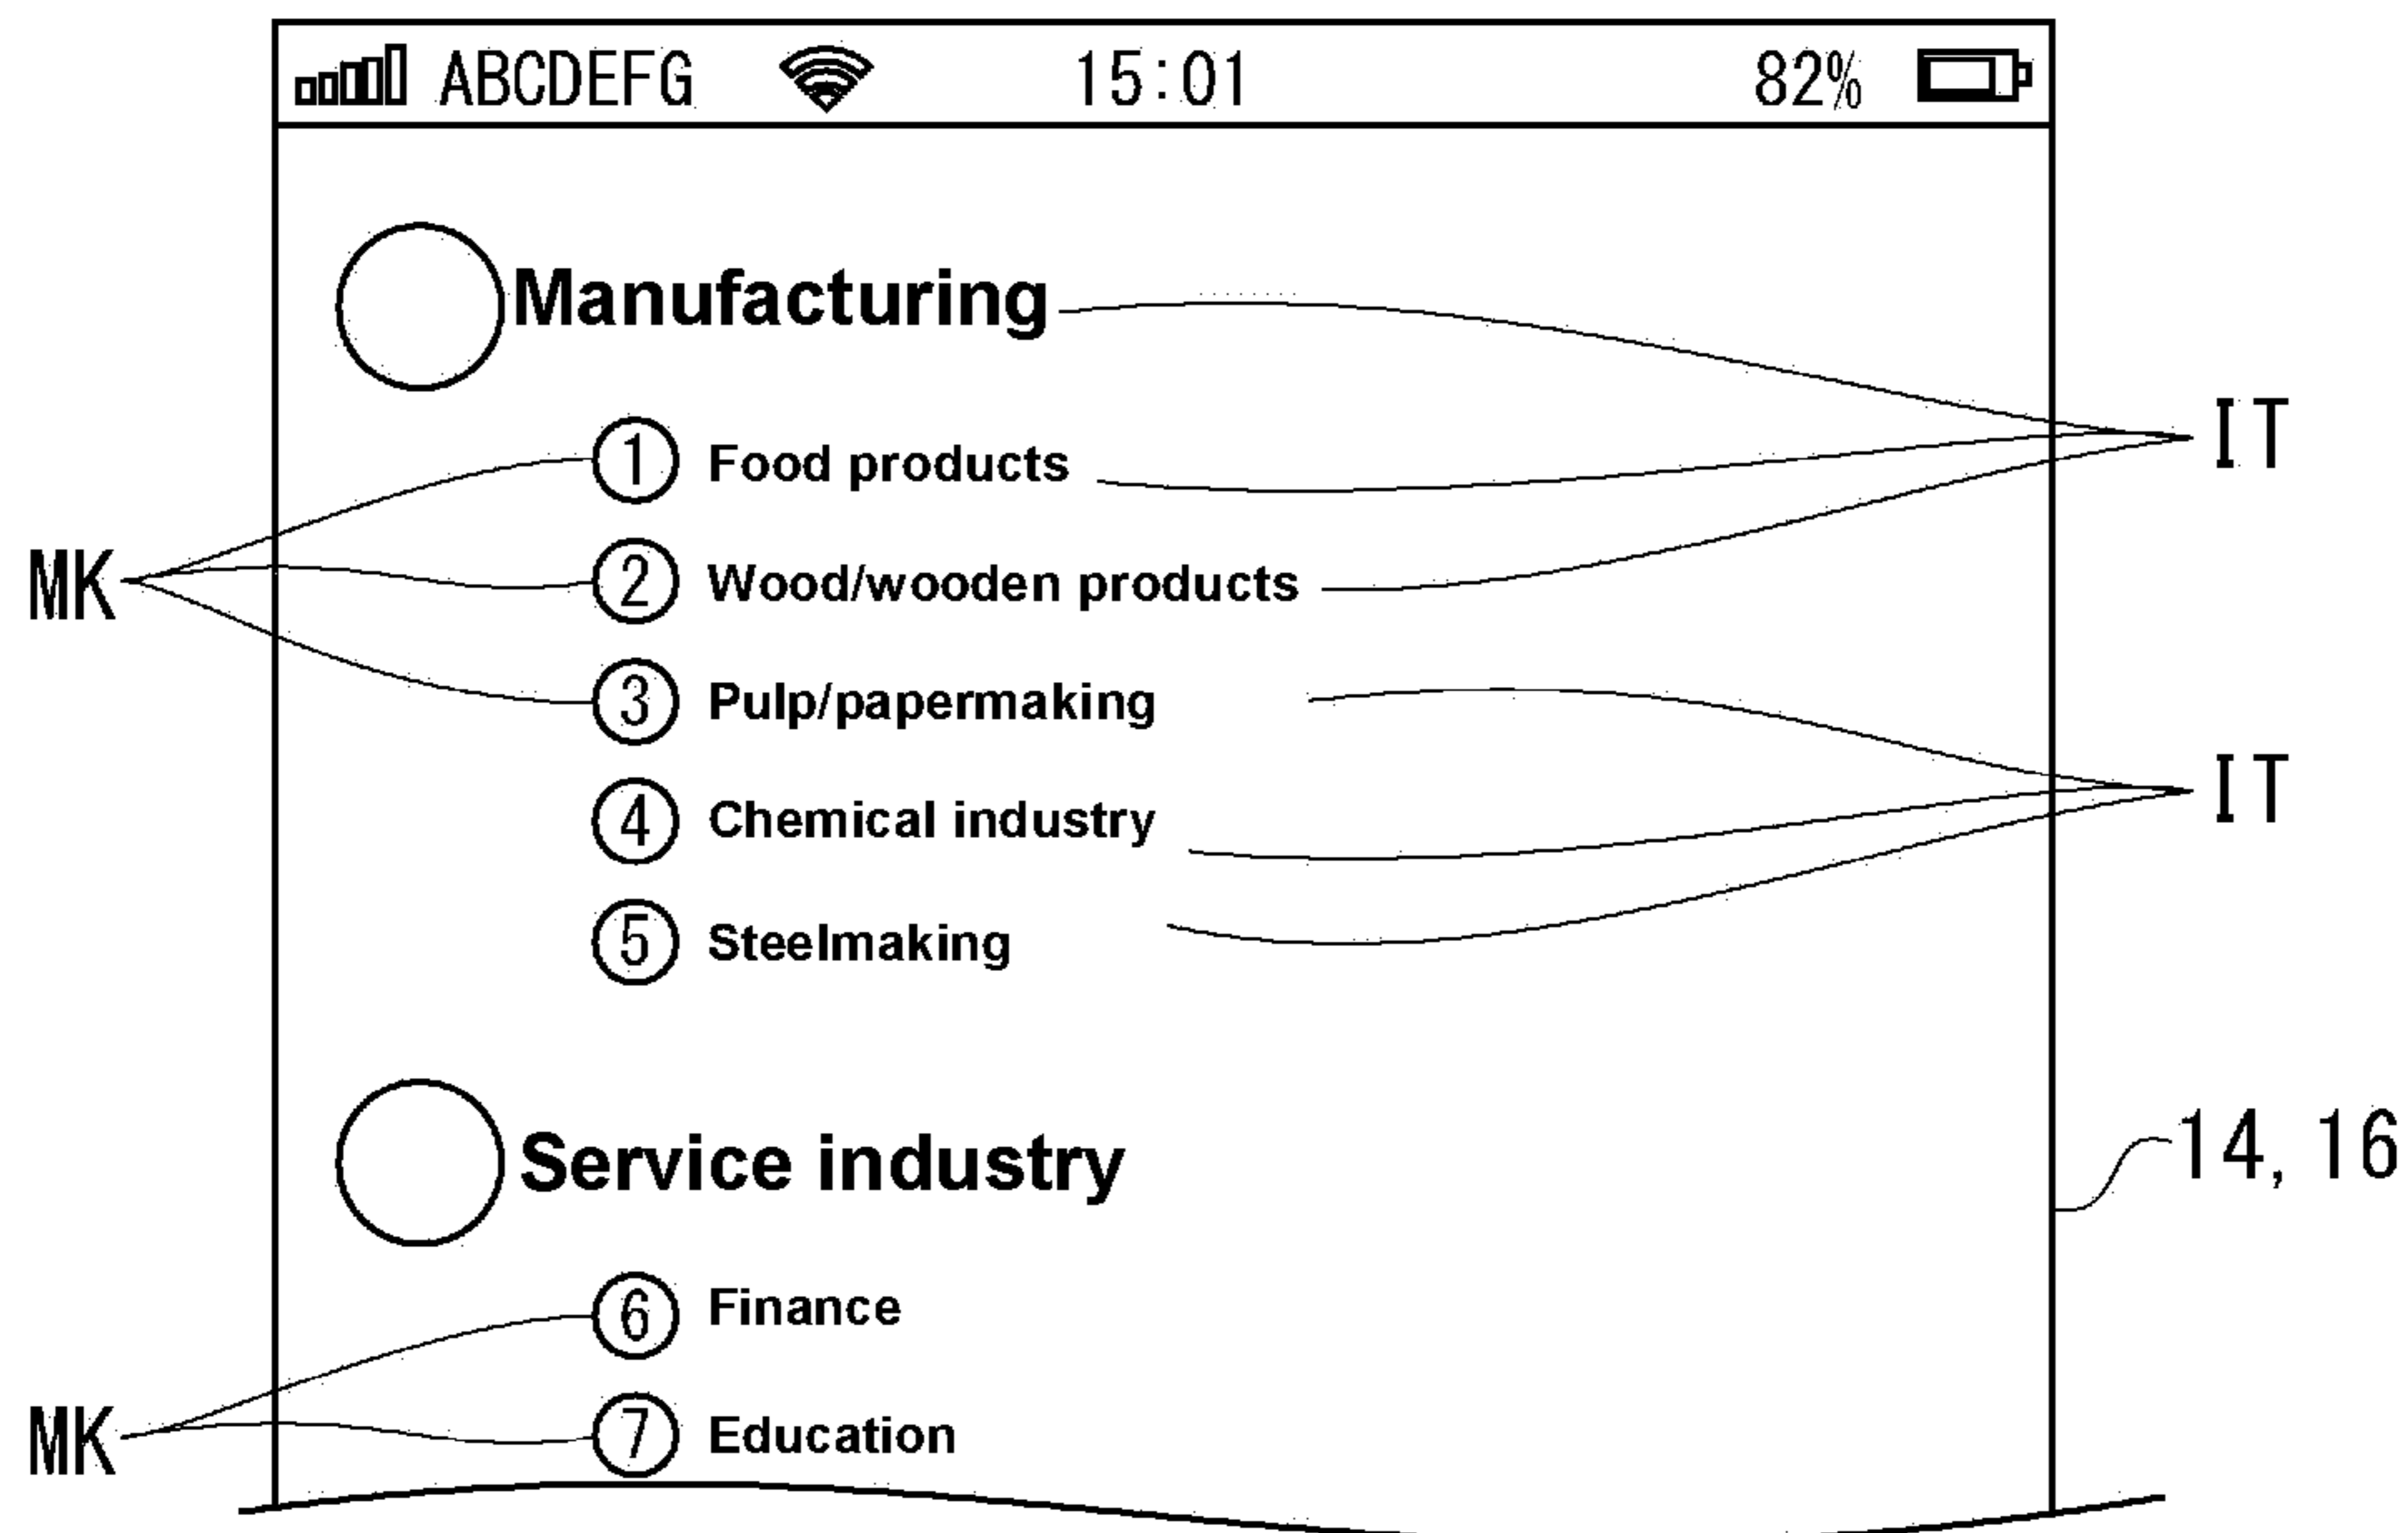 ABCDEFG 15:01 82%
Manufacturing
IT
① Food products
MK
② Wood/wooden products
③ Pulp/papermaking
IT
④ Chemical industry
⑤ Steelmaking
Service industry
14, 16
⑥ Finance
MK
⑦ Education